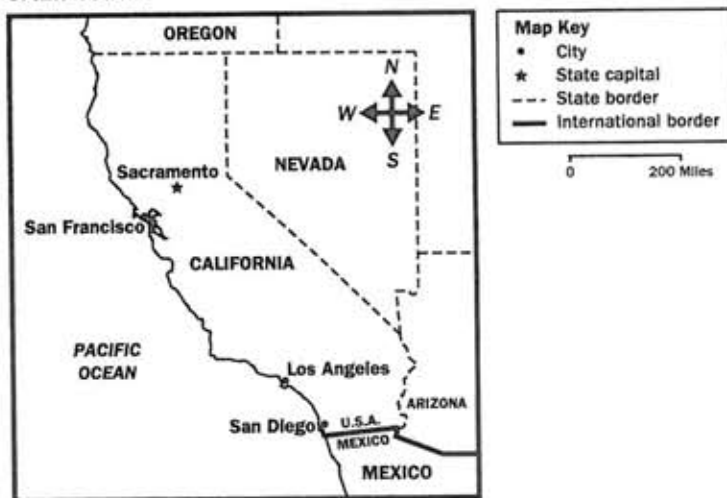 OREGON
N
W E
S
NEVADA
Sacramento
San Francisco
CALIFORNIA
PACIFIC
OCEAN
Los Angeles
ARIZONA
San Diego
U.S.A.
MEXICO
MEXICO
Map Key
City
State capital
State border
International border
0 200 Miles